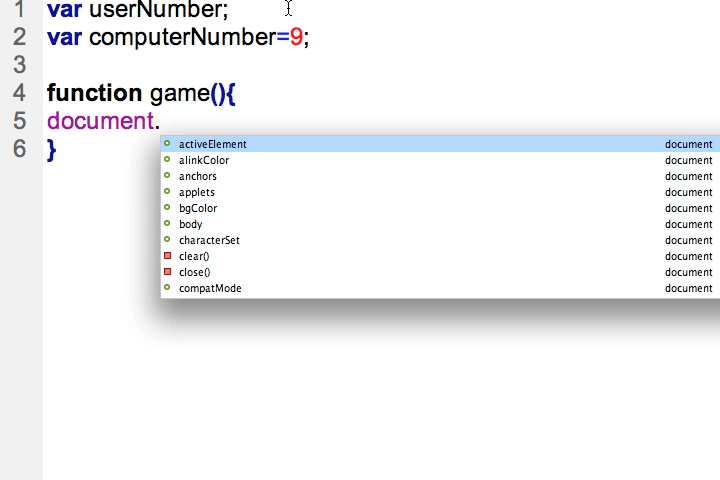 1 var userNumber;
2 var computerNumber=9;
3
4 function game(){
5 document.
6 }
activeElement document
alinkColor document
anchors document
applets document
bgColor document
body document
characterSet document
clear() document
close() document
compatMode document